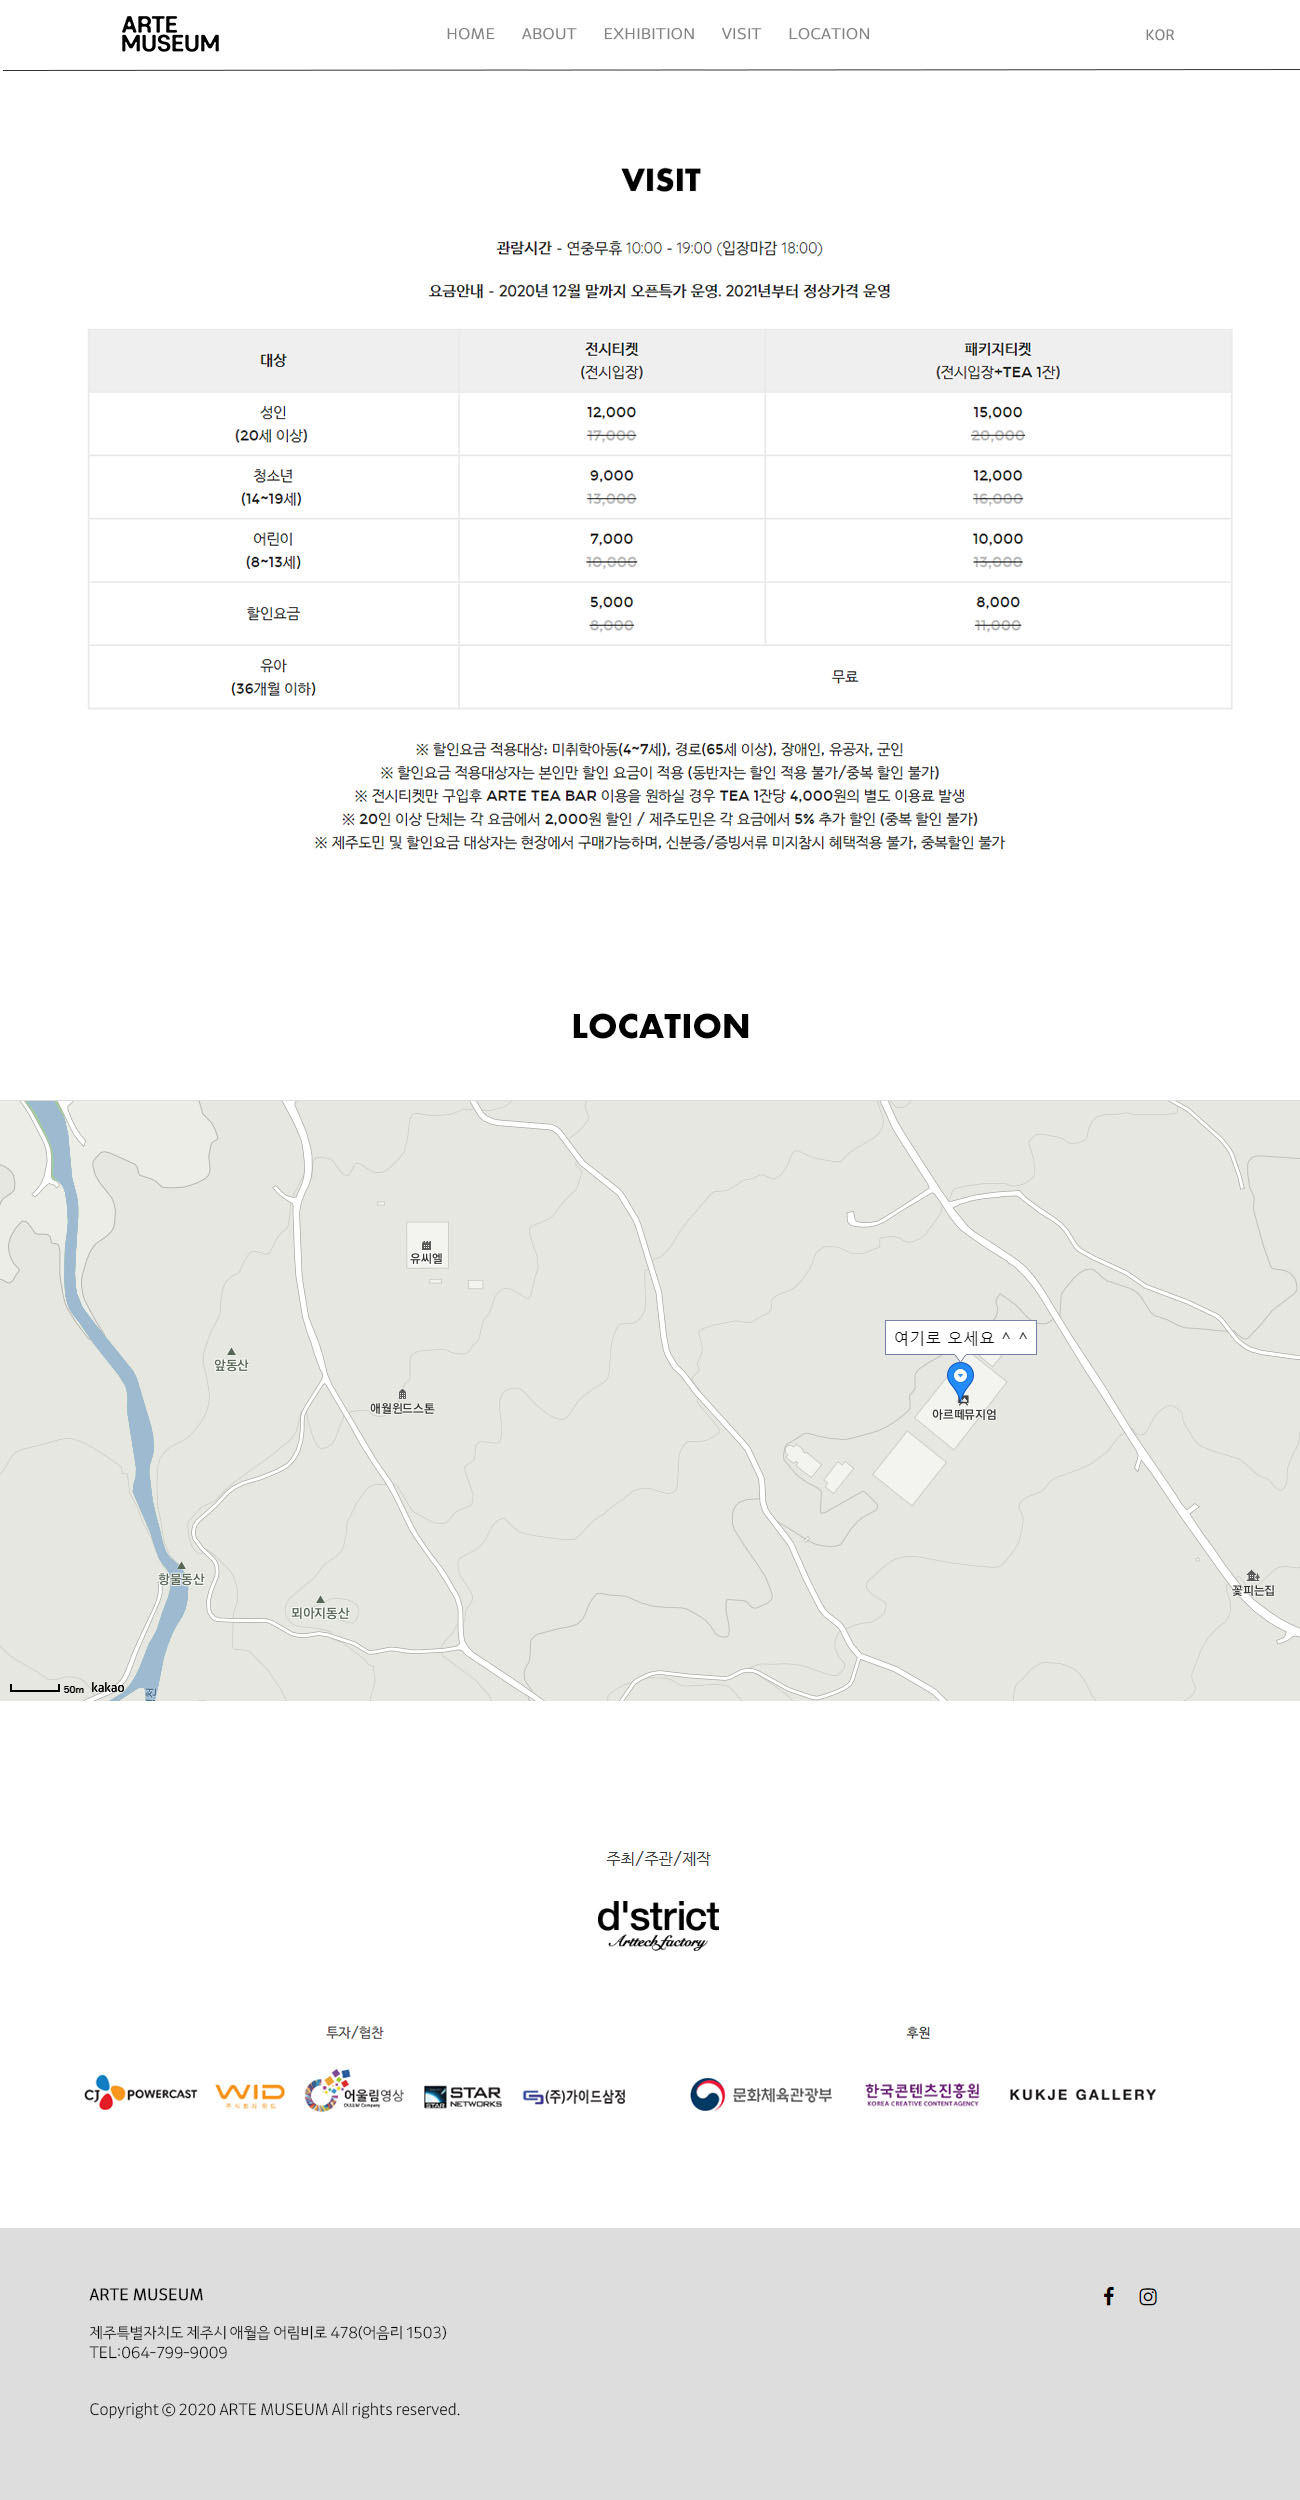 ARTE
MUSEUM
HOME ABOUT EXHIBITION VISIT LOCATION
KOR
VISIT
관람시간 - 연중무휴 10:00 - 19:00 (입장마감 18:00)
요금안내 - 2020년 12월 말까지 오픈특가 운영. 2021년부터 정상가격 운영
대상
전시티켓
(전시입장)
패키지티켓
(전시입장+TEA 1잔)
성인
(20세 이상)
12,000
17,000
15,000
20,000
청소년
(14~19세)
9,000
13,000
12,000
16,000
어린이
(8~13세)
7,000
10,000
10,000
13,000
할인요금
5,000
8,000
8,000
11,000
유아
(36개월 이하)
무료
※ 할인요금 적용대상: 미취학아동(4~7세), 경로(65세 이상), 장애인, 유공자, 군인
※ 할인요금 적용대상자는 본인만 할인 요금이 적용 (동반자는 할인 적용 불가/중복 할인 불가)
※ 전시티켓만 구입후 ARTE TEA BAR 이용을 원하실 경우 TEA 1잔당 4,000원의 별도 이용료 발생
※ 20인 이상 단체는 각 요금에서 2,000원 할인 / 제주도민은 각 요금에서 5% 추가 할인 (중복 할인 불가)
※ 제주도민 및 할인요금 대상자는 현장에서 구매가능하며, 신분증/증빙서류 미지참시 혜택적용 불가, 중복할인 불가
LOCATION
유씨엘
여기로 오세요 ^ ^
앞동산
애월윈드스톤
아르떼뮤지엄
항물동산
꽃피는집
뫼아지동산
50m kakao
주최/주관/제작
d'strict
Arttech factory
투자/협찬
후원
CJ POWERCAST
WID
주식회사 위드
어울림영상
OULLIM Company
STAR
NETWORKS
(주)가이드삼정
문화체육관광부
한국콘텐츠진흥원
KOREA CREATIVE CONTENT AGENCY
KUKJE GALLERY
ARTE MUSEUM
제주특별자치도 제주시 애월읍 어림비로 478(어음리 1503)
TEL:064-799-9009
Copyright ⓒ 2020 ARTE MUSEUM All rights reserved.